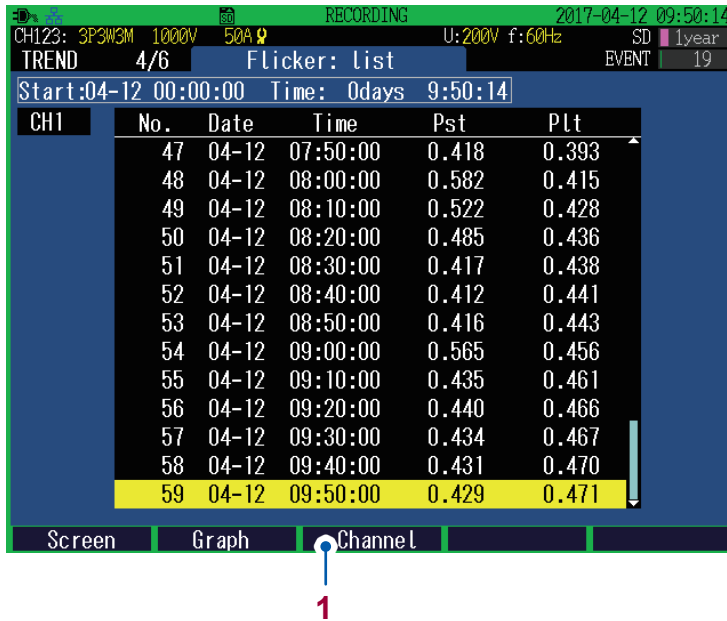 SD RECORDING 2017-04-12 09:50:14
CH123: 3P3W3M 1000V 50A U:200V f:60Hz SD 1year
TREND 4/6 Flicker: list EVENT 19
Start:04-12 00:00:00 Time: 0days 9:50:14
CH1 No. Date Time Pst Plt
47 04-12 07:50:00 0.418 0.393
48 04-12 08:00:00 0.582 0.415
49 04-12 08:10:00 0.522 0.428
50 04-12 08:20:00 0.485 0.436
51 04-12 08:30:00 0.417 0.438
52 04-12 08:40:00 0.412 0.441
53 04-12 08:50:00 0.416 0.443
54 04-12 09:00:00 0.565 0.456
55 04-12 09:10:00 0.435 0.461
56 04-12 09:20:00 0.440 0.466
57 04-12 09:30:00 0.434 0.467
58 04-12 09:40:00 0.431 0.470
59 04-12 09:50:00 0.429 0.471
Screen Graph Channel
1